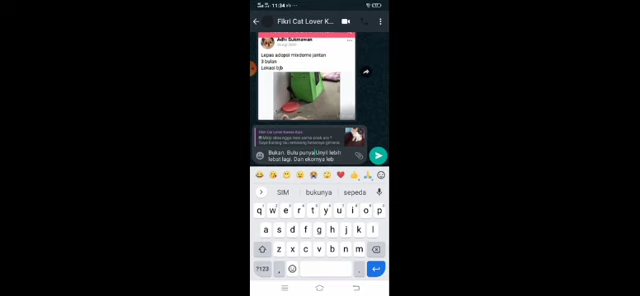 11:34
Fikri Cat Lover K...
Adhi Sukmawan
Lepas adopsi mixdome jantan
3 bulan
Lokasi bjb
Bukan. Bulu punya Unyil lebih
lebat lagi. Dan ekornya leb
SIM bukunya sepeda
q w e r t y u i o p
a s d f g h j k l
z x c v b n m
?123 , .